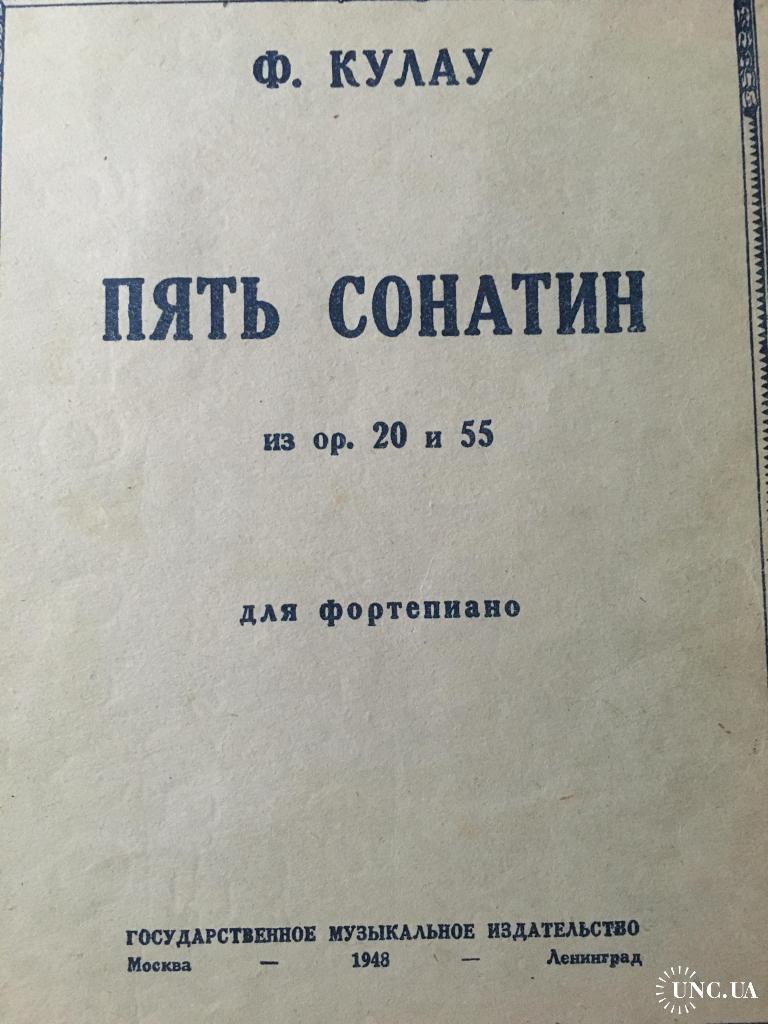 Ф. КУЛАУ
ПЯТЬ СОНАТИН
из ор. 20 и 55
для фортепиано
ГОСУДАРСТВЕННОЕ МУЗЫКАЛЬНОЕ ИЗДАТЕЛЬСТВО
Москва — 1948 — Ленинград
UNC.UA